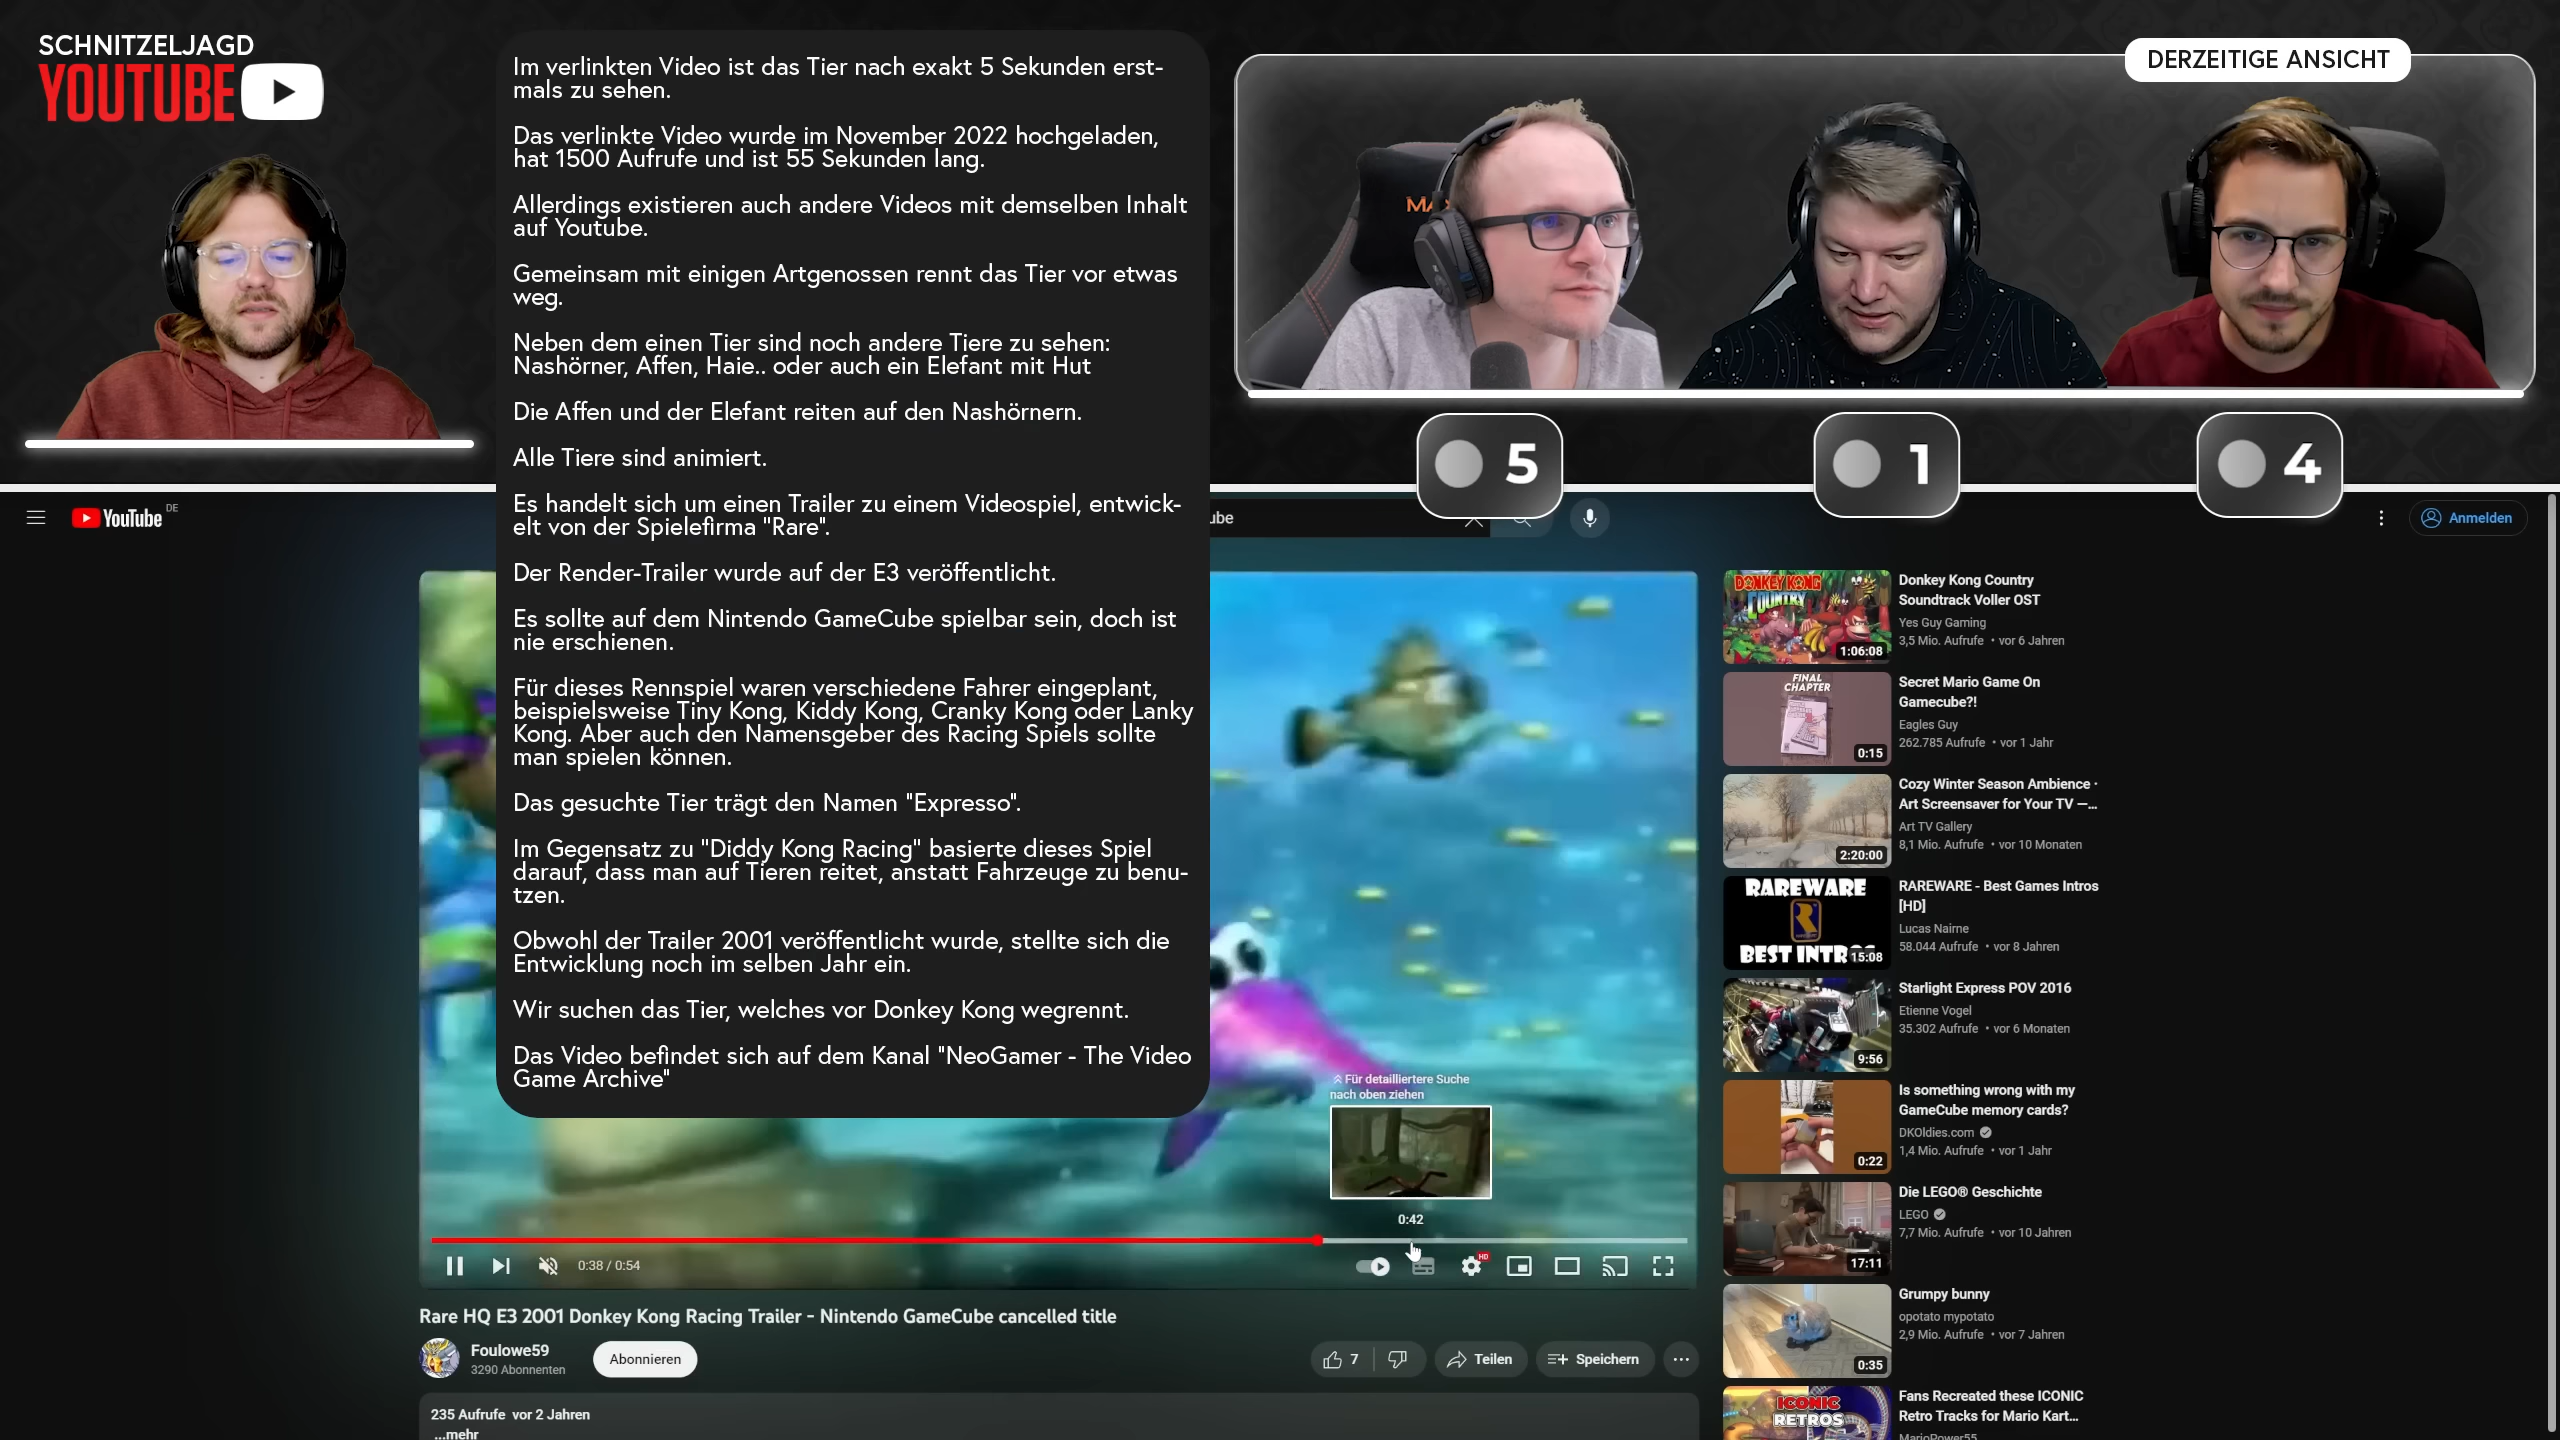 SCHNITZELJAGD
YOUTUBE
Im verlinkten Video ist das Tier nach exakt 5 Sekunden erst-
mals zu sehen.
Das verlinkte Video wurde im November 2022 hochgeladen,
hat 1500 Aufrufe und ist 55 Sekunden lang.
Allerdings existieren auch andere Videos mit demselben Inhalt
auf Youtube.
Gemeinsam mit einigen Artgenossen rennt das Tier vor etwas
weg.
Neben dem einen Tier sind noch andere Tiere zu sehen:
Nashörner, Affen, Haie.. oder auch ein Elefant mit Hut
Die Affen und der Elefant reiten auf den Nashörnern.
Alle Tiere sind animiert.
Es handelt sich um einen Trailer zu einem Videospiel, entwick-
elt von der Spielefirma "Rare".
Der Render-Trailer wurde auf der E3 veröffentlicht.
Es sollte auf dem Nintendo GameCube spielbar sein, doch ist
nie erschienen.
Für dieses Rennspiel waren verschiedene Fahrer eingeplant,
beispielsweise Tiny Kong, Kiddy Kong, Cranky Kong oder Lanky
Kong. Aber auch den Namensgeber des Racing Spiels sollte
man spielen können.
Das gesuchte Tier trägt den Namen "Expresso".
Im Gegensatz zu "Diddy Kong Racing" basierte dieses Spiel
darauf, dass man auf Tieren reitet, anstatt Fahrzeuge zu benu-
tzen.
Obwohl der Trailer 2001 veröffentlicht wurde, stellte sich die
Entwicklung noch im selben Jahr ein.
Wir suchen das Tier, welches vor Donkey Kong wegrennt.
Das Video befindet sich auf dem Kanal "NeoGamer - The Video
Game Archive"
DERZEITIGE ANSICHT
5
1
4
YouTube DE
ube
Anmelden
Für detailliertere Suche
nach oben ziehen
0:42
0:38 / 0:54
HD
Rare HQ E3 2001 Donkey Kong Racing Trailer - Nintendo GameCube cancelled title
Foulowe59
3290 Abonnenten
Abonnieren
7
Teilen
Speichern
235 Aufrufe vor 2 Jahren
...mehr
DONKEY KONG
COUNTRY
1:06:08
Donkey Kong Country
Soundtrack Voller OST
Yes Guy Gaming
3,5 Mio. Aufrufe • vor 6 Jahren
FINAL
CHAPTER
0:15
Secret Mario Game On
Gamecube?!
Eagles Guy
262.785 Aufrufe • vor 1 Jahr
2:20:00
Cozy Winter Season Ambience ·
Art Screensaver for Your TV —...
Art TV Gallery
8,1 Mio. Aufrufe • vor 10 Monaten
RAREWARE
BEST INTROS
15:08
RAREWARE - Best Games Intros
[HD]
Lucas Nairne
58.044 Aufrufe • vor 8 Jahren
9:56
Starlight Express POV 2016
Etienne Vogel
35.302 Aufrufe • vor 6 Monaten
0:22
Is something wrong with my
GameCube memory cards?
DKOldies.com
1,4 Mio. Aufrufe • vor 1 Jahr
17:11
Die LEGO® Geschichte
LEGO
7,7 Mio. Aufrufe • vor 10 Jahren
0:35
Grumpy bunny
opotato mypotato
2,9 Mio. Aufrufe • vor 7 Jahren
ICONIC
RETROS
Fans Recreated these ICONIC
Retro Tracks for Mario Kart...
MarioPower55